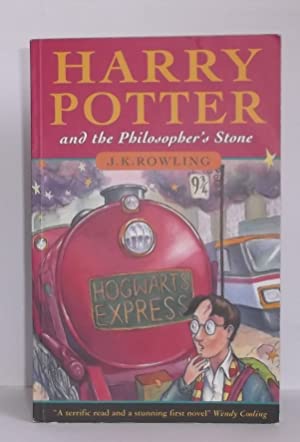 HARRY
POTTER
and the Philosopher's Stone
J.K.ROWLING
9¾
HOGWARTS
EXPRESS
"A terrific read and a stunning first novel" Wendy Cooling